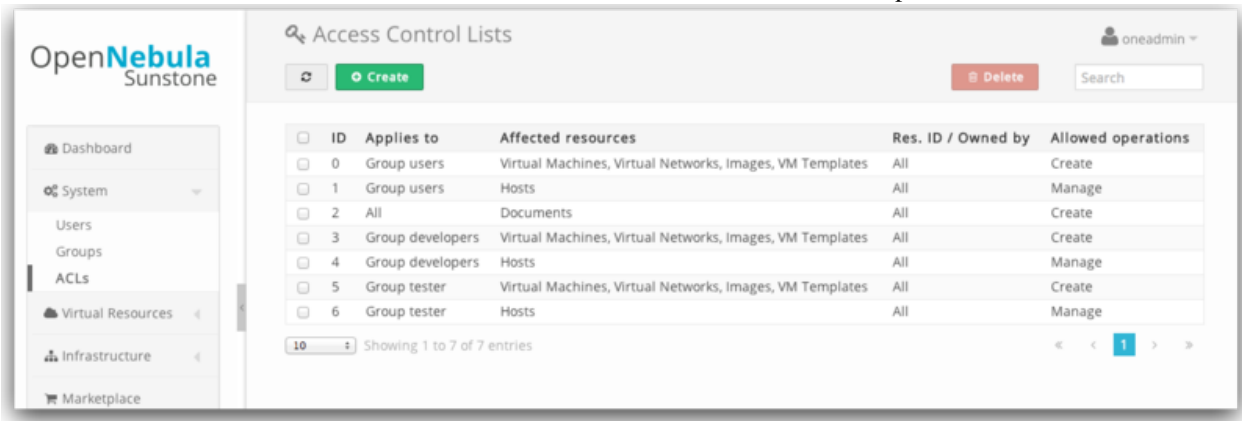 Access Control Lists
oneadmin
OpenNebula
Sunstone
Create
Delete
Search
ID Applies to Affected resources Res. ID / Owned by Allowed operations
0 Group users Virtual Machines, Virtual Networks, Images, VM Templates All Create
1 Group users Hosts All Manage
2 All Documents All Create
3 Group developers Virtual Machines, Virtual Networks, Images, VM Templates All Create
4 Group developers Hosts All Manage
5 Group tester Virtual Machines, Virtual Networks, Images, VM Templates All Create
6 Group tester Hosts All Manage
10 Showing 1 to 7 of 7 entries
« ‹ 1 › »
Dashboard
System
Users
Groups
ACLs
Virtual Resources
Infrastructure
Marketplace